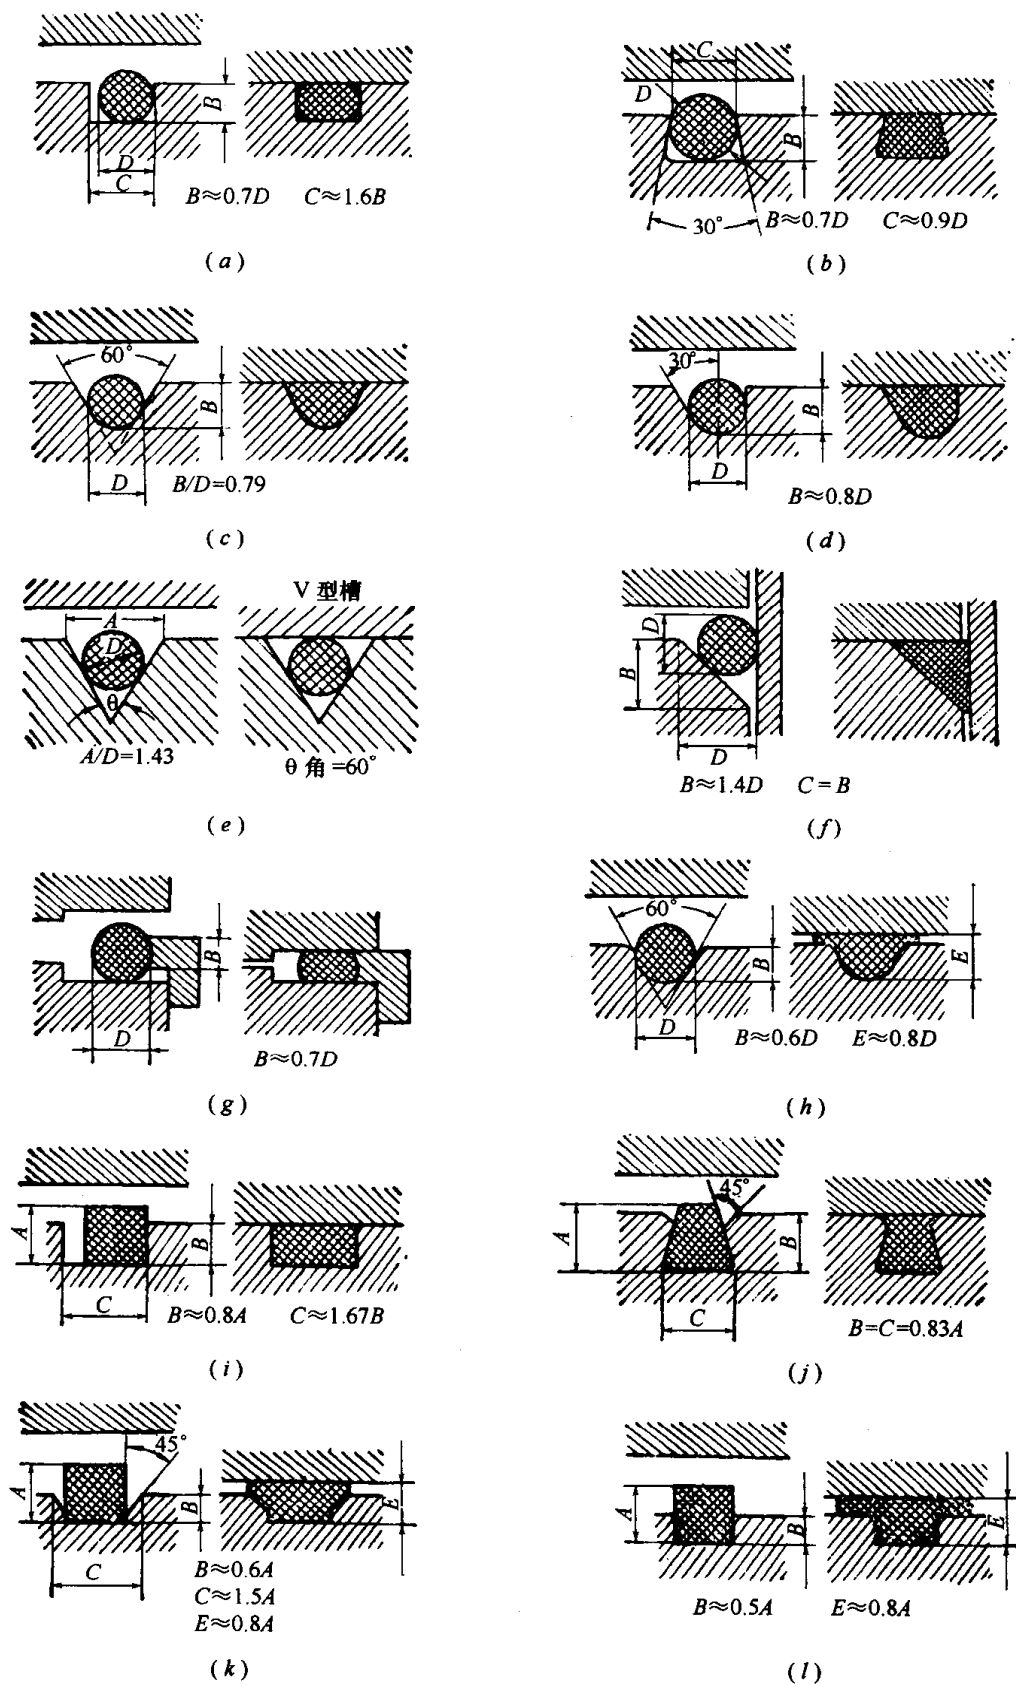 B
D
C
B≈0.7D C≈1.6B
(a)
C
D
B
30°
B≈0.7D C≈0.9D
(b)
60°
B
D
B/D=0.79
(c)
30°
B
D
B≈0.8D
(d)
V 型槽
A
D
θ
A/D=1.43
θ 角 =60°
(e)
D
B
D
B≈1.4D C=B
(f)
B
D
B≈0.7D
(g)
60°
B
E
D
B≈0.6D E≈0.8D
(h)
A
B
C
B≈0.8A C≈1.67B
(i)
45°
A
B
C
B=C=0.83A
(j)
45°
A
B
E
C
B≈0.6A
C≈1.5A
E≈0.8A
(k)
A
B
E
B≈0.5A E≈0.8A
(l)